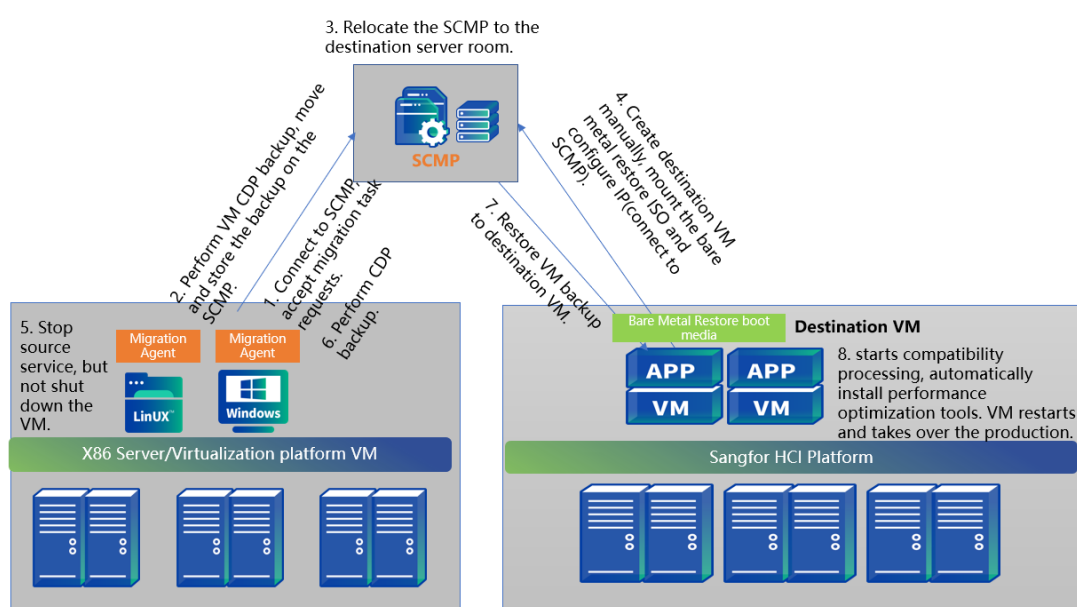 3. Relocate the SCMP to the
destination server room.
SCMP
2. Perform VM CDP backup, move
and store the backup on the
SCMP.
1. Connect to SCMP,
accept migration task
requests.
6. Perform CDP
backup.
4. Create destination VM
manually, mount the bare
metal restore ISO and
configure IP(connect to
SCMP).
7. Restore VM backup
to destination VM.
5. Stop
source
service, but
not shut
down the
VM.
Migration
Agent
Migration
Agent
LinUX
Windows
X86 Server/Virtualization platform VM
Bare Metal Restore boot
media
Destination VM
APP
VM
APP
VM
8. starts compatibility
processing, automatically
install performance
optimization tools. VM restarts
and takes over the production.
Sangfor HCI Platform